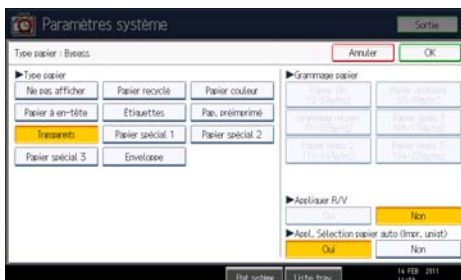 Paramètres système
Sortie
Type papier : Bypass
Annuler
OK
►Type papier
Ne pas afficher
Papier recyclé
Papier couleur
Papier à en-tête
Etiquettes
Pap. préimprimé
Transparents
Papier spécial 1
Papier spécial 2
Papier spécial 3
Enveloppe
►Grammage papier
►Appliquer R/V
Oui
Non
►Appl. Sélection papier auto (Impr. unist)
Oui
Non
Etat système
Liste trav.
14 FEB 2011